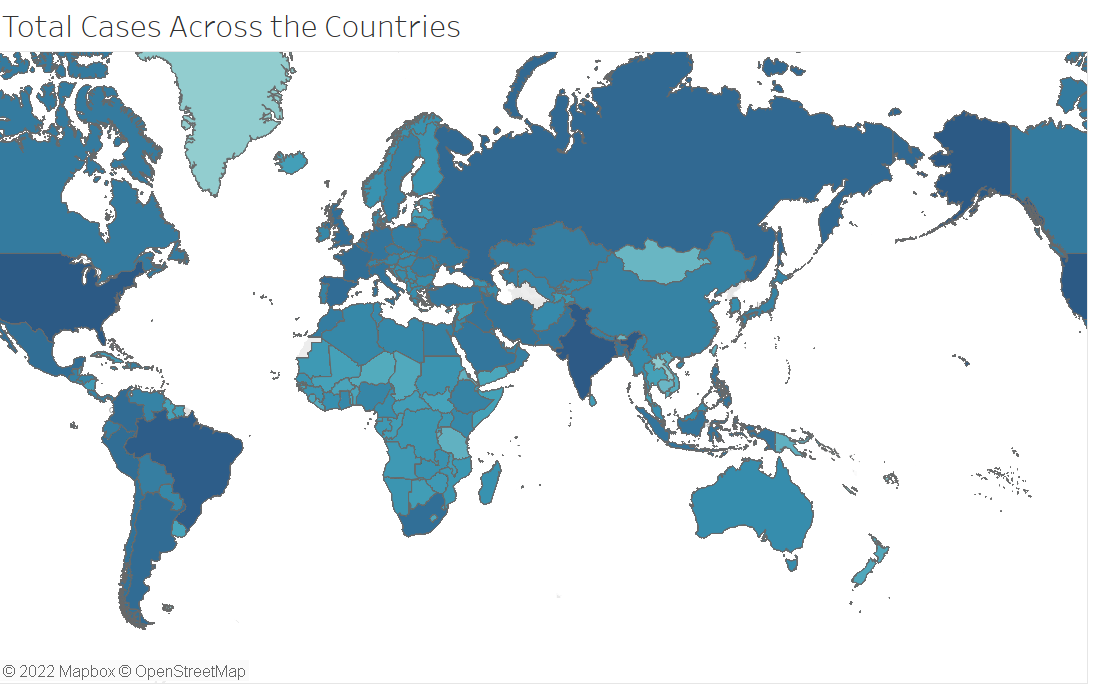 Total Cases Across the Countries
© 2022 Mapbox © OpenStreetMap